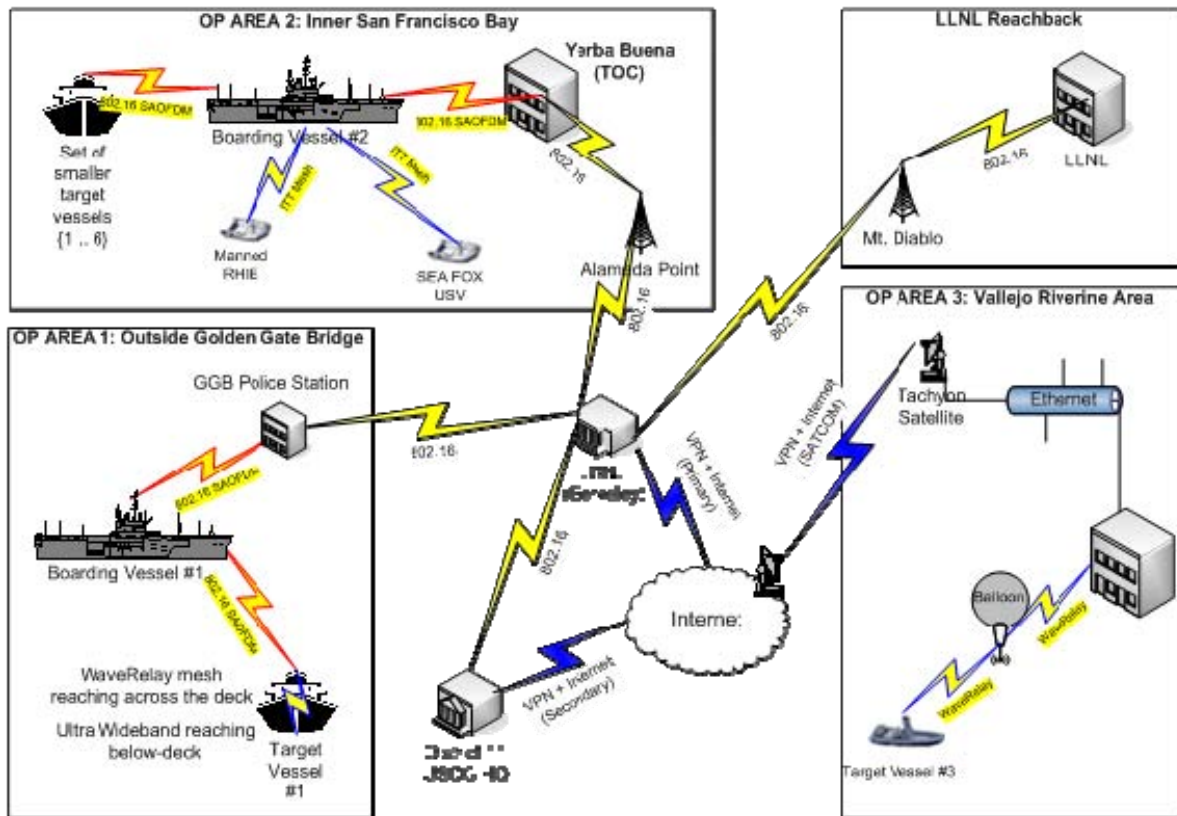 OP AREA 2: Inner San Francisco Bay
Yerba Buena
(TOC)
802.16 SAOFDM
802.16 SAOFDM
Boarding Vessel #2
Set of
smaller
target
vessels
{1 .. 6}
ITT Mesh
ITT Mesh
Manned
RHIE
SEA FOX
USV
802.16
Alameda Point
802.16
LLNL Reachback
802.16
LLNL
Mt. Diablo
802.16
OP AREA 1: Outside Golden Gate Bridge
GGB Police Station
802.16
802.16
Boarding Vessel #1
802.16 SAOFDM
WaveRelay mesh
reaching across the deck
Ultra Wideband reaching
below-deck
Target
Vessel
#1
802.16
VPN + Internet
(Primary)
VPN + Internet
(SATCOM)
VPN + Internet
(Secondary)
Internet
OP AREA 3: Vallejo Riverine Area
Tachyon
Satellite
Ethernet
Balloon
WaveRelay
WaveRelay
Target Vessel #3